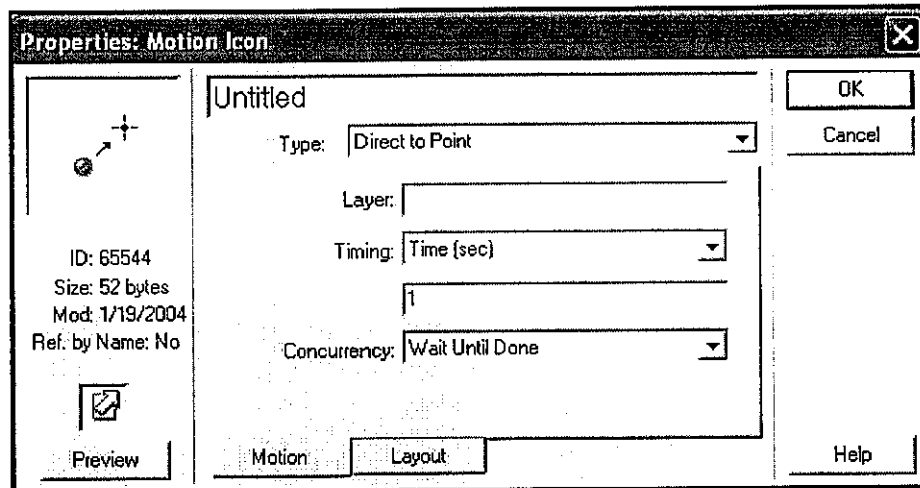 Properties: Motion Icon
Untitled
OK
Cancel
Type: Direct to Point
Layer:
Timing: Time (sec)
1
Concurrency: Wait Until Done
ID: 65544
Size: 52 bytes
Mod: 1/19/2004
Ref. by Name: No
Preview
Motion
Layout
Help